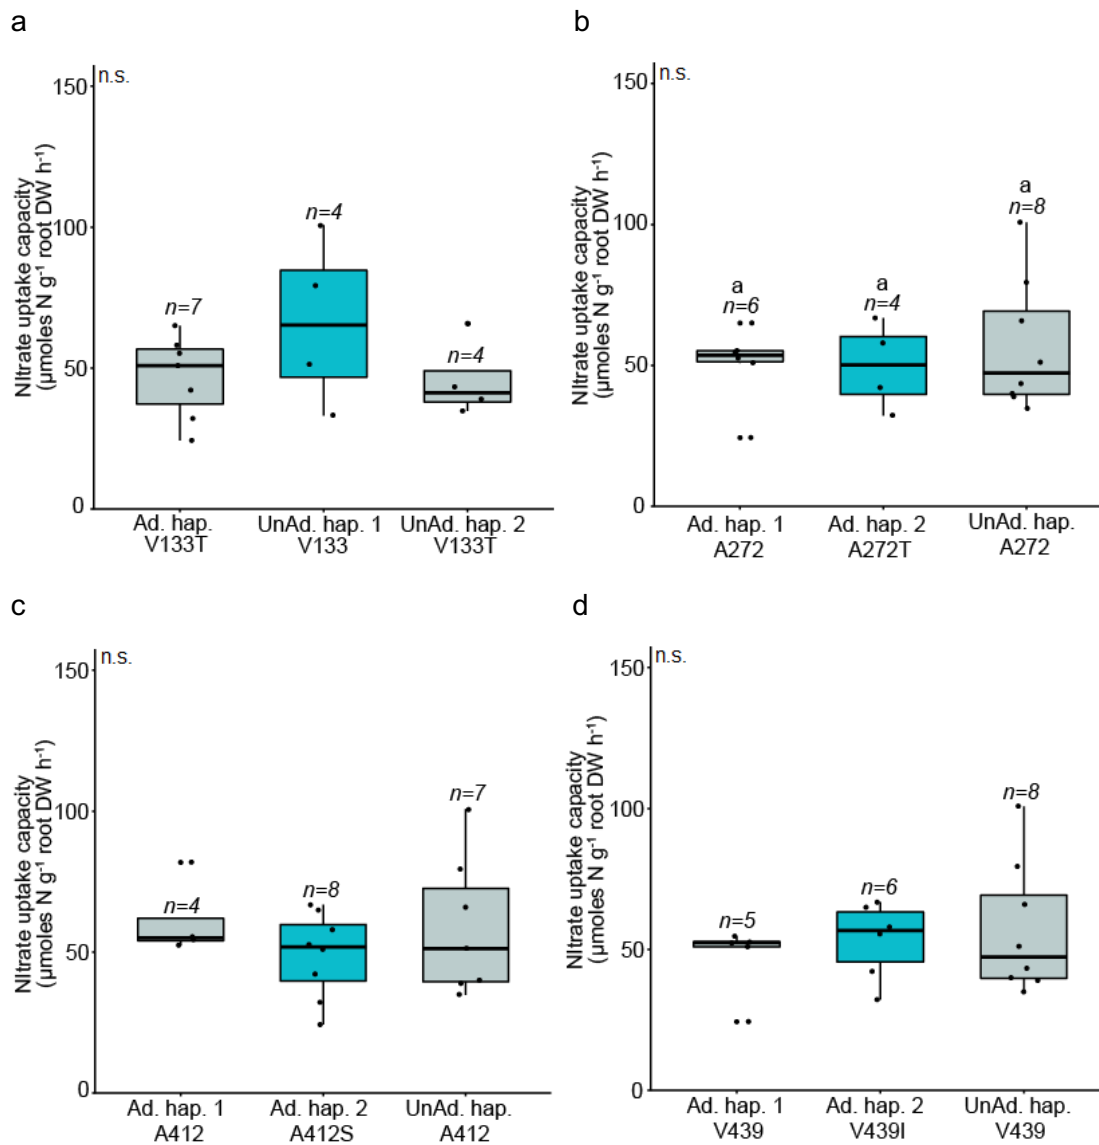 a
n.s.
150
100
50
0
NItrate uptake capacity
(µmoles N g⁻¹ root DW h⁻¹)
n=7
n=4
n=4
Ad. hap.
V133T
UnAd. hap. 1
V133
UnAd. hap. 2
V133T
b
n.s.
150
100
50
0
NItrate uptake capacity
(µmoles N g⁻¹ root DW h⁻¹)
a
n=6
a
n=4
a
n=8
Ad. hap. 1
A272
Ad. hap. 2
A272T
UnAd. hap.
A272
c
n.s.
150
100
50
0
NItrate uptake capacity
(µmoles N g⁻¹ root DW h⁻¹)
n=4
n=8
n=7
Ad. hap. 1
A412
Ad. hap. 2
A412S
UnAd. hap.
A412
d
n.s.
150
100
50
0
NItrate uptake capacity
(µmoles N g⁻¹ root DW h⁻¹)
n=5
n=6
n=8
Ad. hap. 1
V439
Ad. hap. 2
V439I
UnAd. hap.
V439